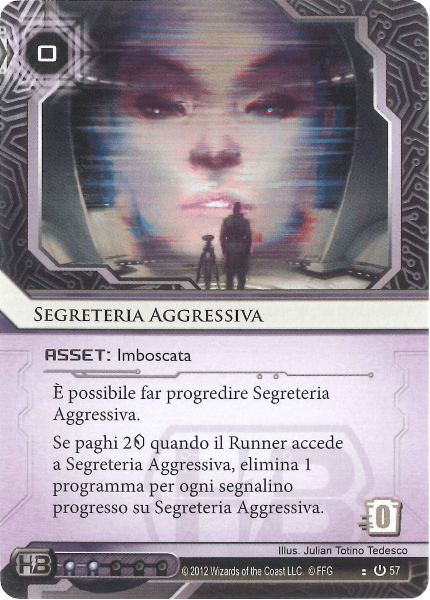 0
SEGRETERIA AGGRESSIVA
ASSET: Imboscata
È possibile far progredire Segreteria
Aggressiva.
Se paghi 2 quando il Runner accede
a Segreteria Aggressiva, elimina 1
programma per ogni segnalino
progresso su Segreteria Aggressiva.
0
Illus. Julian Totino Tedesco
HB
© 2012 Wizards of the Coast LLC. © FFG
57